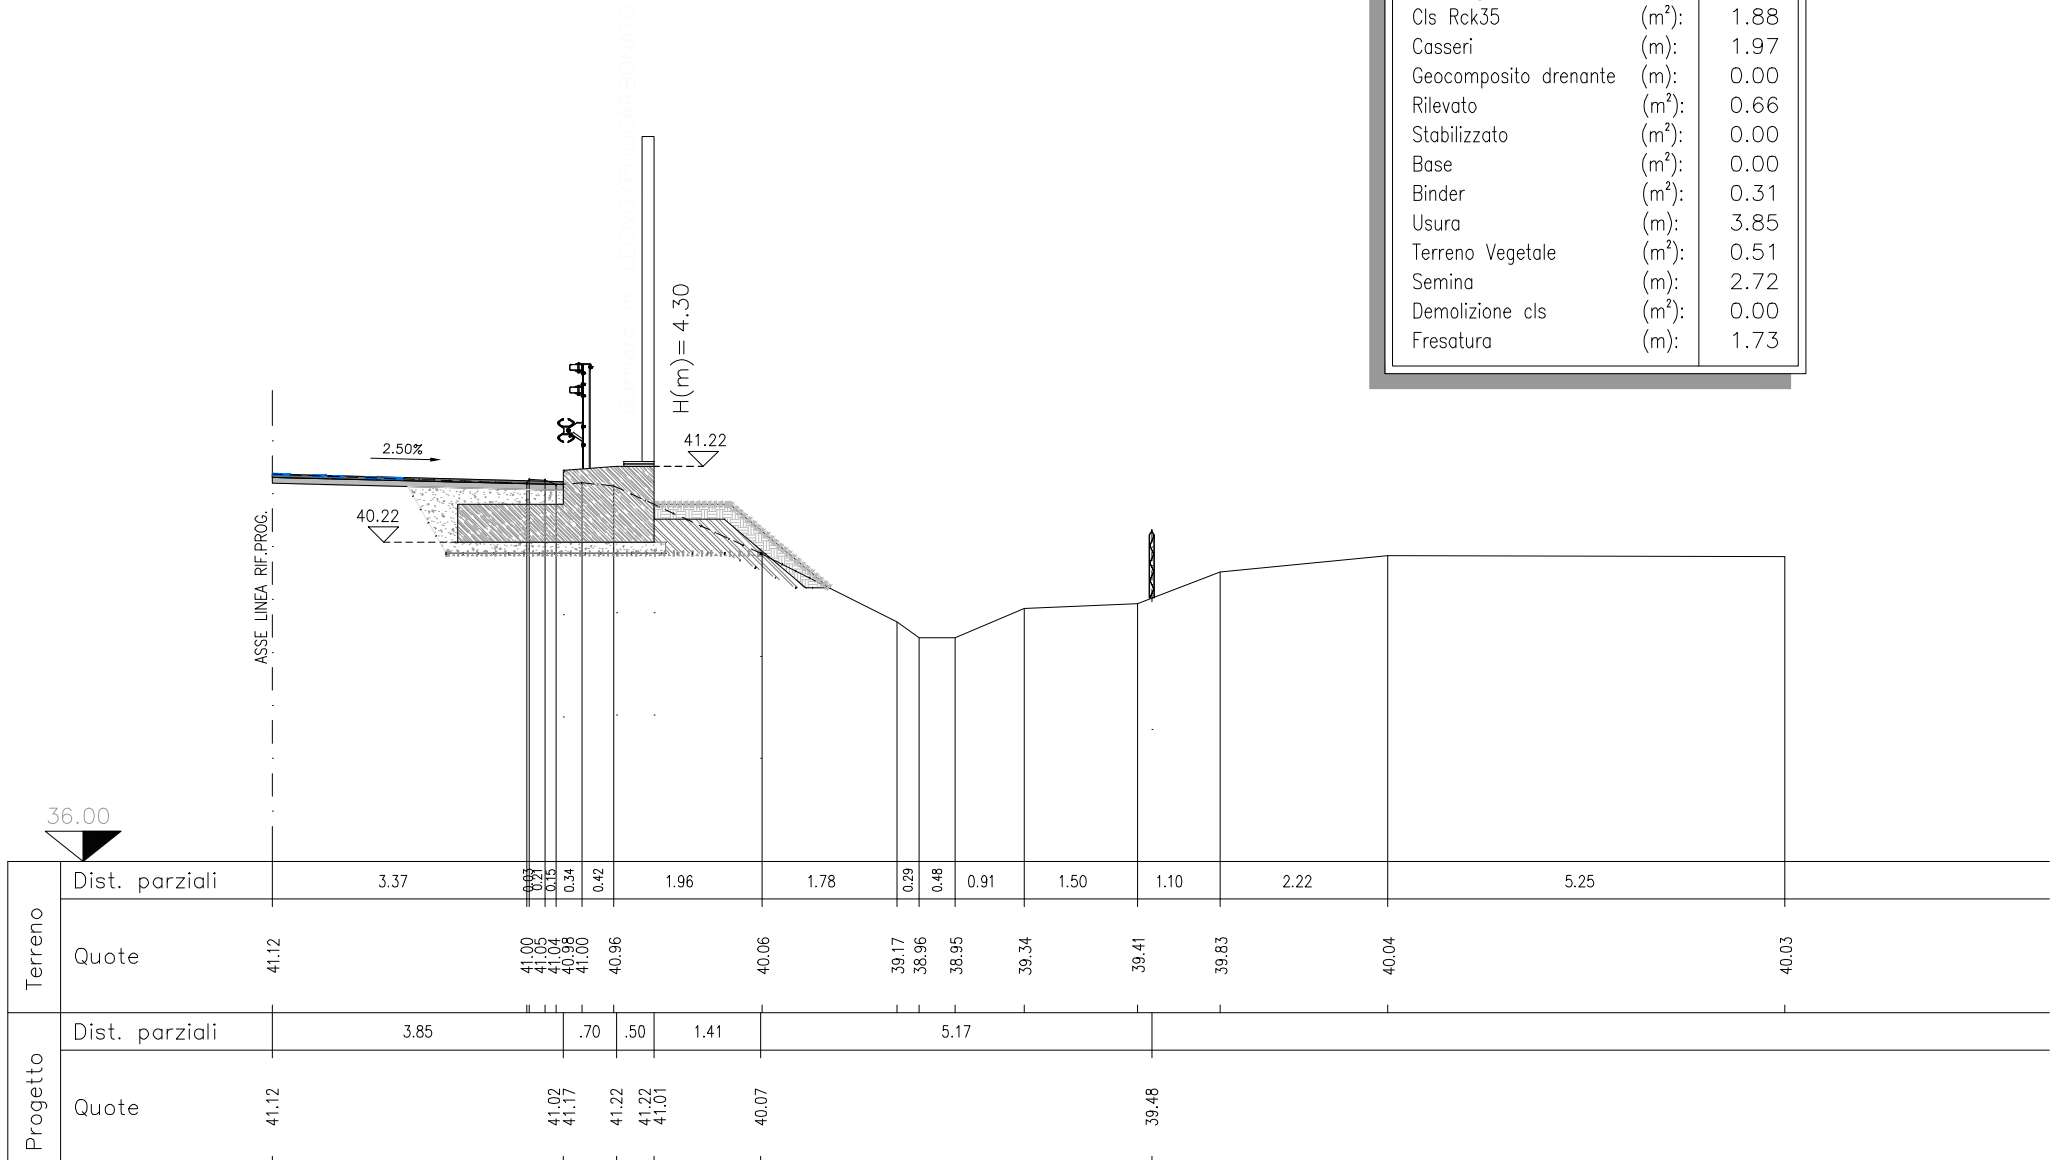 Cls Rck35 (m²): 1.88
Casseri (m): 1.97
Geocomposito drenante (m): 0.00
Rilevato (m²): 0.66
Stabilizzato (m²): 0.00
Base (m²): 0.00
Binder (m²): 0.31
Usura (m): 3.85
Terreno Vegetale (m²): 0.51
Semina (m): 2.72
Demolizione cls (m²): 0.00
Fresatura (m): 1.73
H(m)= 4.30
41.22
2.50%
40.22
ASSE LINEA RIF.PROG.
36.00
Terreno
Dist. parziali 3.37 0.03 0.21 0.15 0.34 0.42 1.96 1.78 0.29 0.48 0.91 1.50 1.10 2.22 5.25
Quote 41.12 41.00 41.05 41.04 40.98 41.00 40.96 40.06 39.17 38.96 38.95 39.34 39.41 39.83 40.04 40.03
Progetto
Dist. parziali 3.85 .70 .50 1.41 5.17
Quote 41.12 41.02 41.17 41.22 41.22 41.01 40.07 39.48